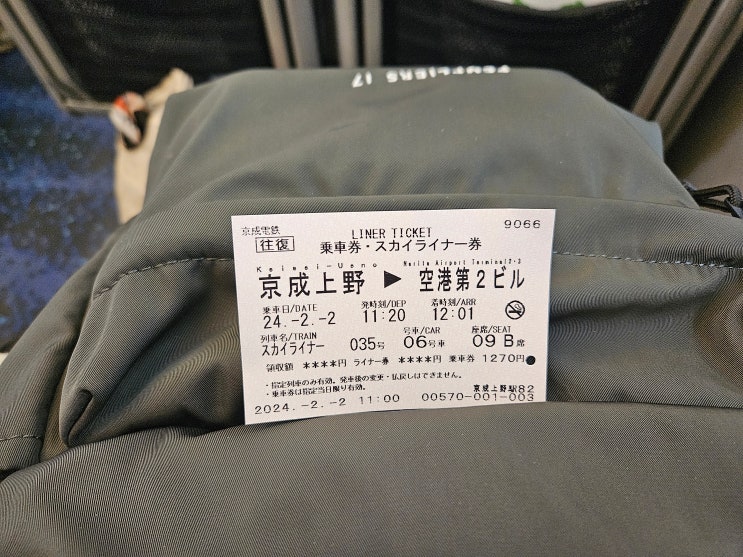 TEMPLIERS 17
京成電鉄 LINER TICKET 9066
往復 乗車券・スカイライナー券
Keisei-Ueno Narita Airport Terminal2・3
京成上野 ▶ 空港第2ビル
乗車日/DATE 発時刻/DEP 着時刻/ARR
24.-2.-2 11:20 12:01
列車名/TRAIN 号車/CAR 座席/SEAT
スカイライナー 035号 06号車 09 B席
領収額 ****円 ライナー券 ****円 乗車券 1270円●
・指定列車のみ有効。発車後の変更・払戻しはできません。
・乗車券は指定当日限り有効。
京成上野駅82
2024.-2.-2 11:00 00570-001-003